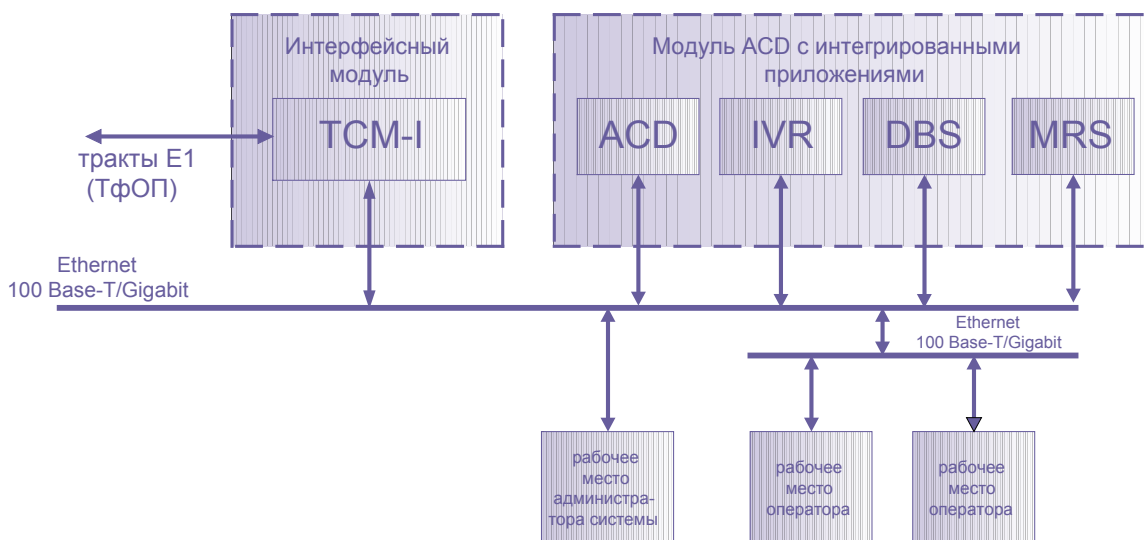 Интерфейсный
модуль
TCM-I
тракты E1
(ТфОП)
Модуль ACD с интегрированными
приложениями
ACD
IVR
DBS
MRS
Ethernet
100 Base-T/Gigabit
Ethernet
100 Base-T/Gigabit
рабочее
место
администра-
тора системы
рабочее
место
оператора
рабочее
место
оператора